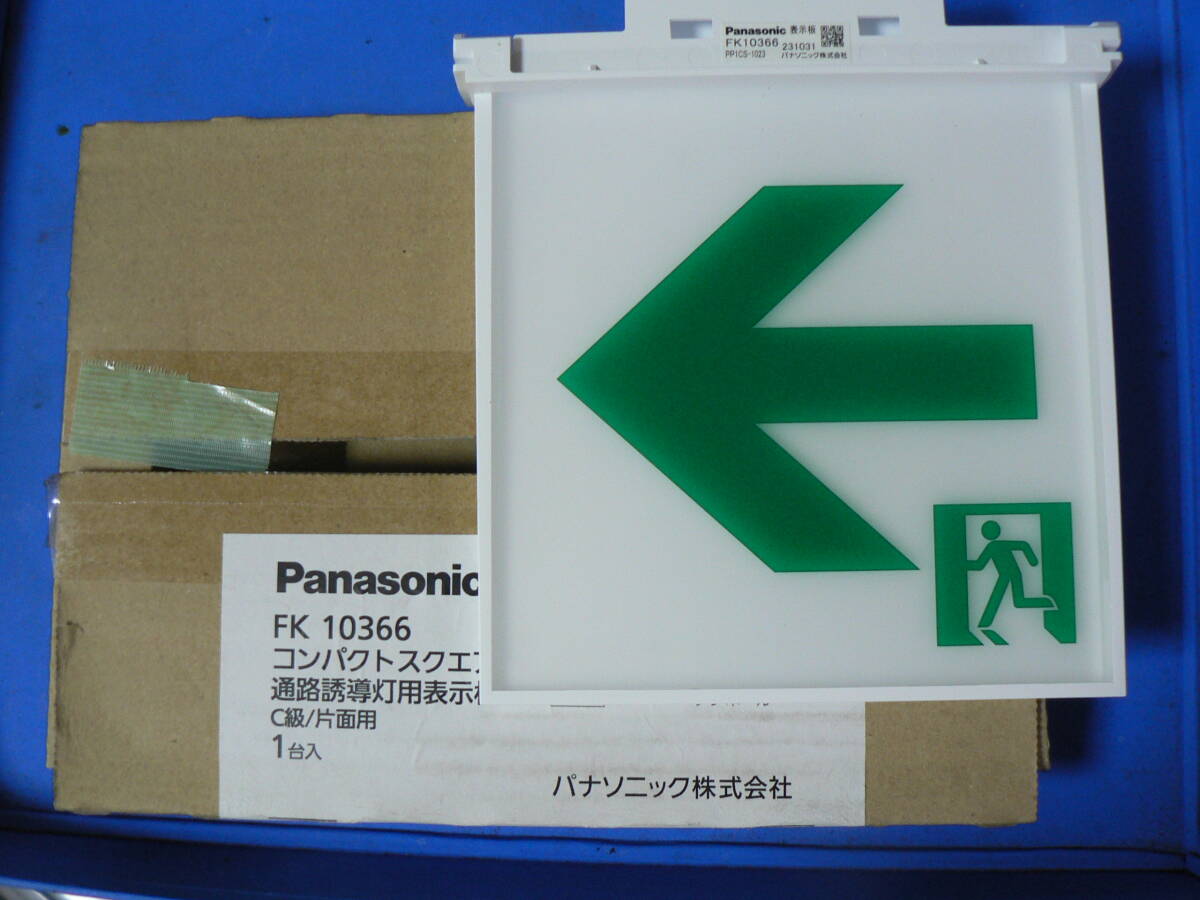 Panasonic 表示板
FK10366 231031
PP1CS-1023 パナソニック株式会社
Panasonic
FK 10366
コンパクトスクエ
通路誘導灯用表示
C級/片面用
1台入
パナソニック株式会社